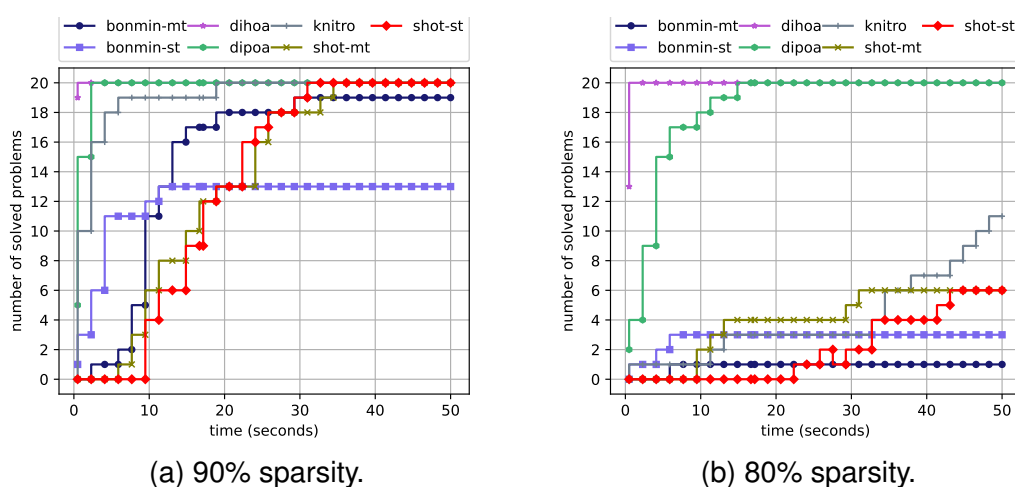 bonmin-mt dihoa knitro shot-st
bonmin-st dipoa shot-mt
20
18
16
14
12
10
8
6
4
2
0
number of solved problems
0 10 20 30 40 50
time (seconds)
(a) 90% sparsity.
bonmin-mt dihoa knitro shot-st
bonmin-st dipoa shot-mt
20
18
16
14
12
10
8
6
4
2
0
number of solved problems
0 10 20 30 40 50
time (seconds)
(b) 80% sparsity.